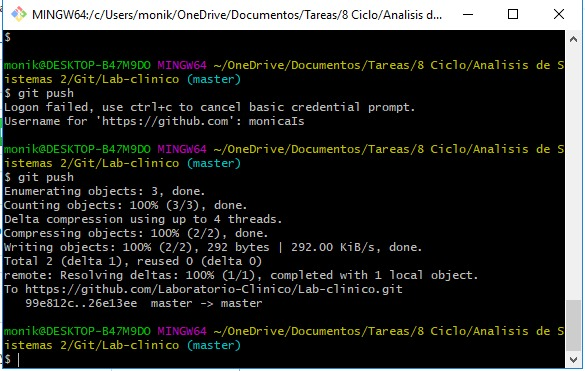 MINGW64:/c/Users/monik/OneDrive/Documentos/Tareas/8 Ciclo/Analisis d...
$
monik@DESKTOP-B47M9DO MINGW64 ~/OneDrive/Documentos/Tareas/8 Ciclo/Analisis de S
istemas 2/Git/Lab-clinico (master)
$ git push
Logon failed, use ctrl+c to cancel basic credential prompt.
Username for 'https://github.com': monicaIs
monik@DESKTOP-B47M9DO MINGW64 ~/OneDrive/Documentos/Tareas/8 Ciclo/Analisis de S
istemas 2/Git/Lab-clinico (master)
$ git push
Enumerating objects: 3, done.
Counting objects: 100% (3/3), done.
Delta compression using up to 4 threads.
Compressing objects: 100% (2/2), done.
Writing objects: 100% (2/2), 292 bytes | 292.00 KiB/s, done.
Total 2 (delta 1), reused 0 (delta 0)
remote: Resolving deltas: 100% (1/1), completed with 1 local object.
To https://github.com/Laboratorio-Clinico/Lab-clinico.git
   99e812c..26e13ee  master -> master
monik@DESKTOP-B47M9DO MINGW64 ~/OneDrive/Documentos/Tareas/8 Ciclo/Analisis de S
istemas 2/Git/Lab-clinico (master)
$